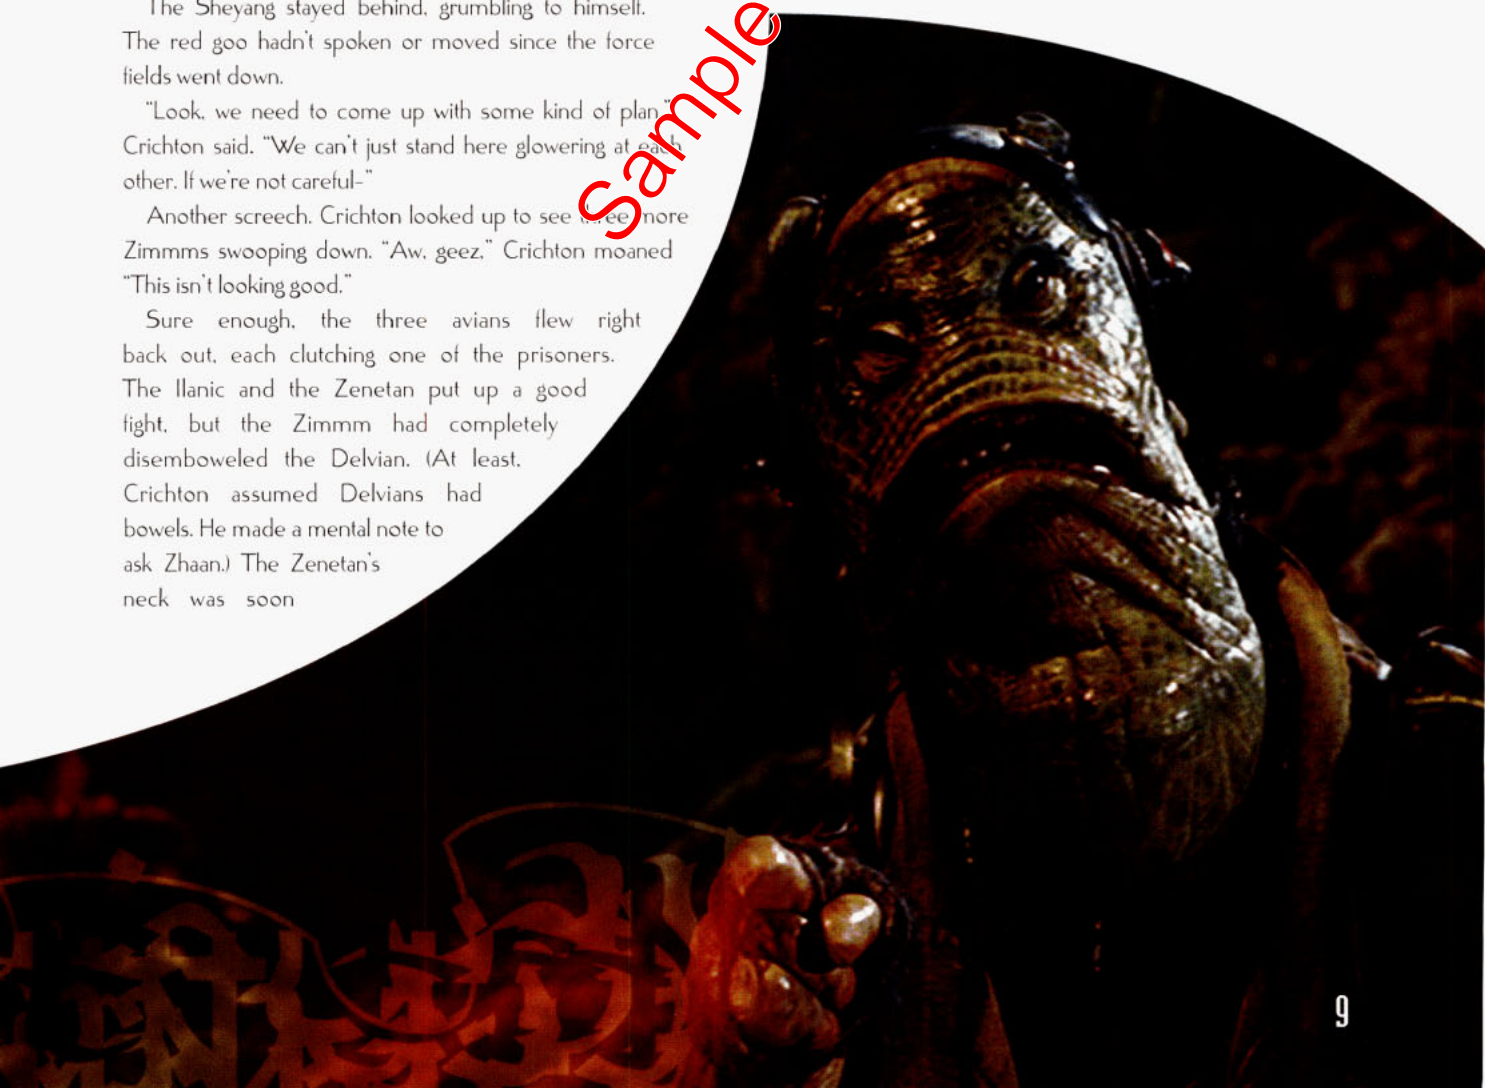 The Sheyang stayed behind, grumbling to himself.
The red goo hadn't spoken or moved since the force
fields went down.
"Look, we need to come up with some kind of plan,"
Crichton said. "We can't just stand here glowering at each
other. If we're not careful-"
Another screech. Crichton looked up to see three more
Zimmms swooping down. "Aw, geez," Crichton moaned
"This isn't looking good."
Sure enough, the three avians flew right
back out, each clutching one of the prisoners.
The Ilanic and the Zenetan put up a good
fight, but the Zimmm had completely
disemboweled the Delvian. (At least,
Crichton assumed Delvians had
bowels. He made a mental note to
ask Zhaan.) The Zenetan's
neck was soon
Sample
9